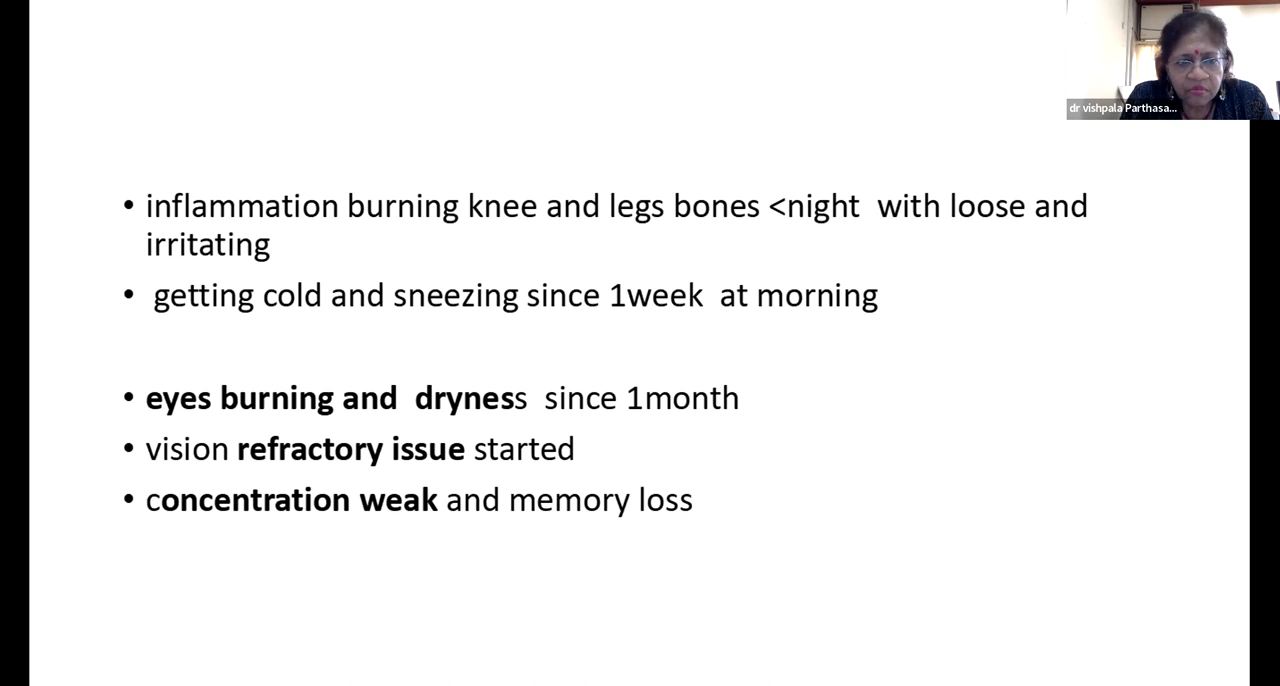 dr vishpala Parthasa...
• inflammation burning knee and legs bones <night with loose and
irritating
• getting cold and sneezing since 1week at morning
• eyes burning and dryness since 1month
• vision refractory issue started
• concentration weak and memory loss